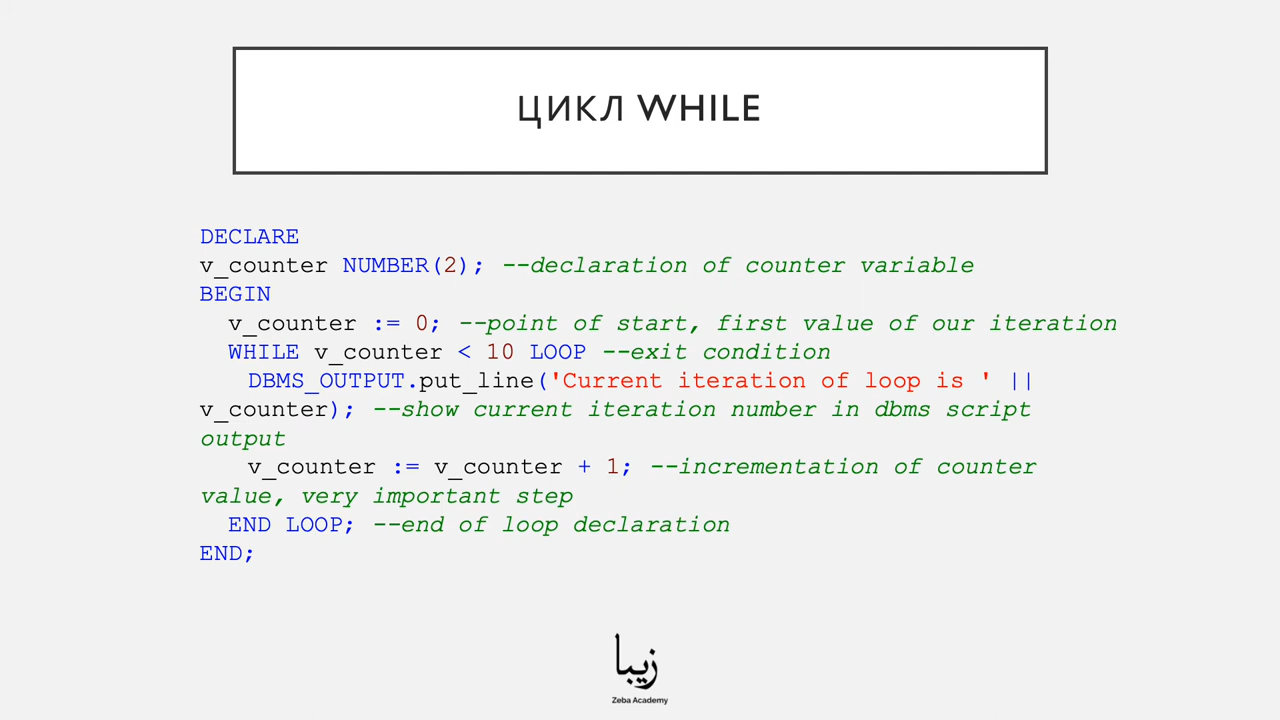 ЦИКЛ WHILE
DECLARE
v_counter NUMBER(2); --declaration of counter variable
BEGIN
v_counter := 0; --point of start, first value of our iteration
WHILE v_counter < 10 LOOP --exit condition
DBMS_OUTPUT.put_line('Current iteration of loop is ' ||
v_counter); --show current iteration number in dbms script
output
v_counter := v_counter + 1; --incrementation of counter
value, very important step
END LOOP; --end of loop declaration
END;
زيبا
Zeba Academy